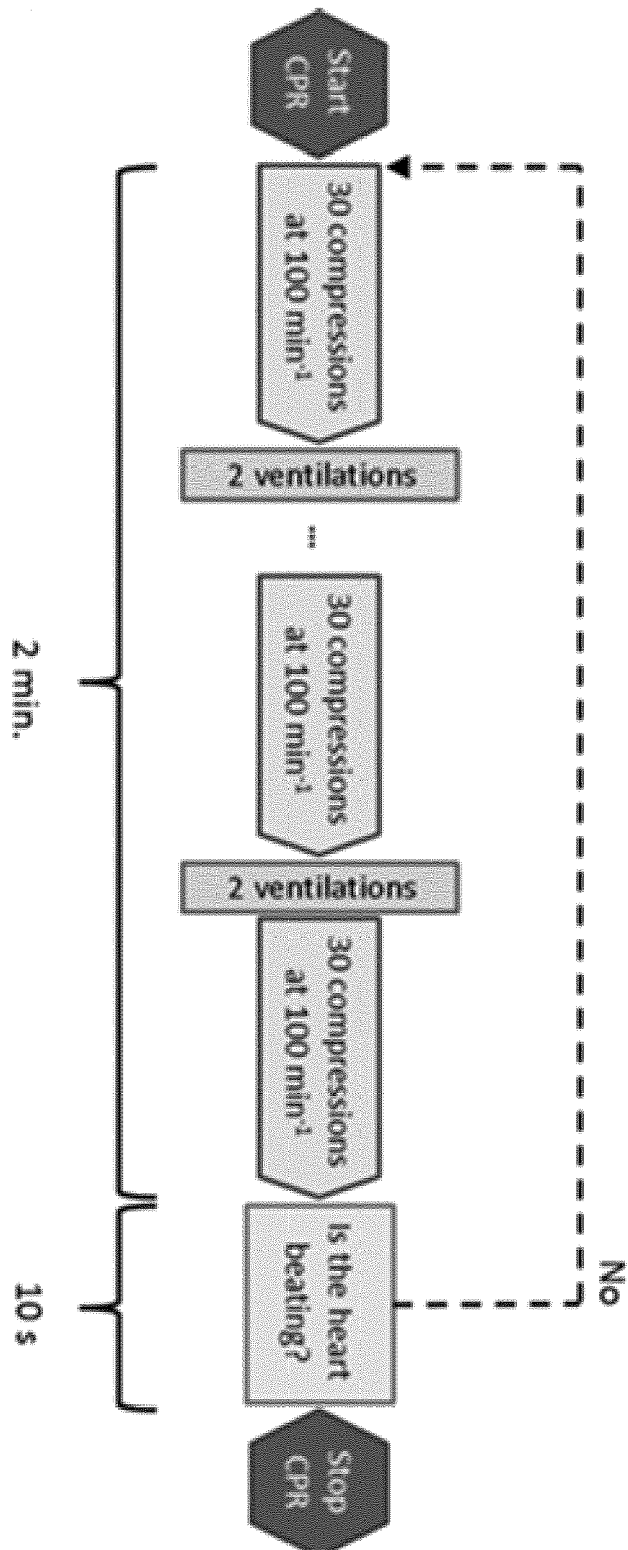 No
Start
CPR
30 compressions
at 100 min⁻¹
2 ventilations
...
30 compressions
at 100 min⁻¹
2 ventilations
30 compressions
at 100 min⁻¹
Is the heart
beating?
Stop
CPR
2 min.
10 s